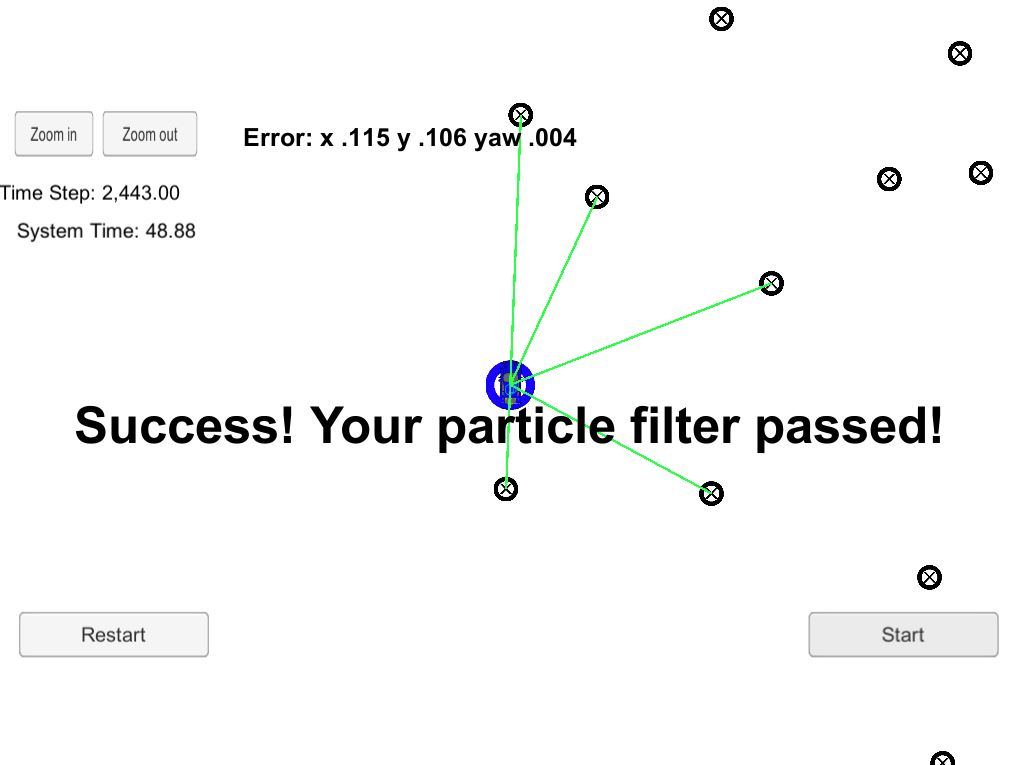 Zoom in
Zoom out
Error: x .115 y .106 yaw .004
Time Step: 2,443.00
System Time: 48.88
Success! Your particle filter passed!
Restart
Start